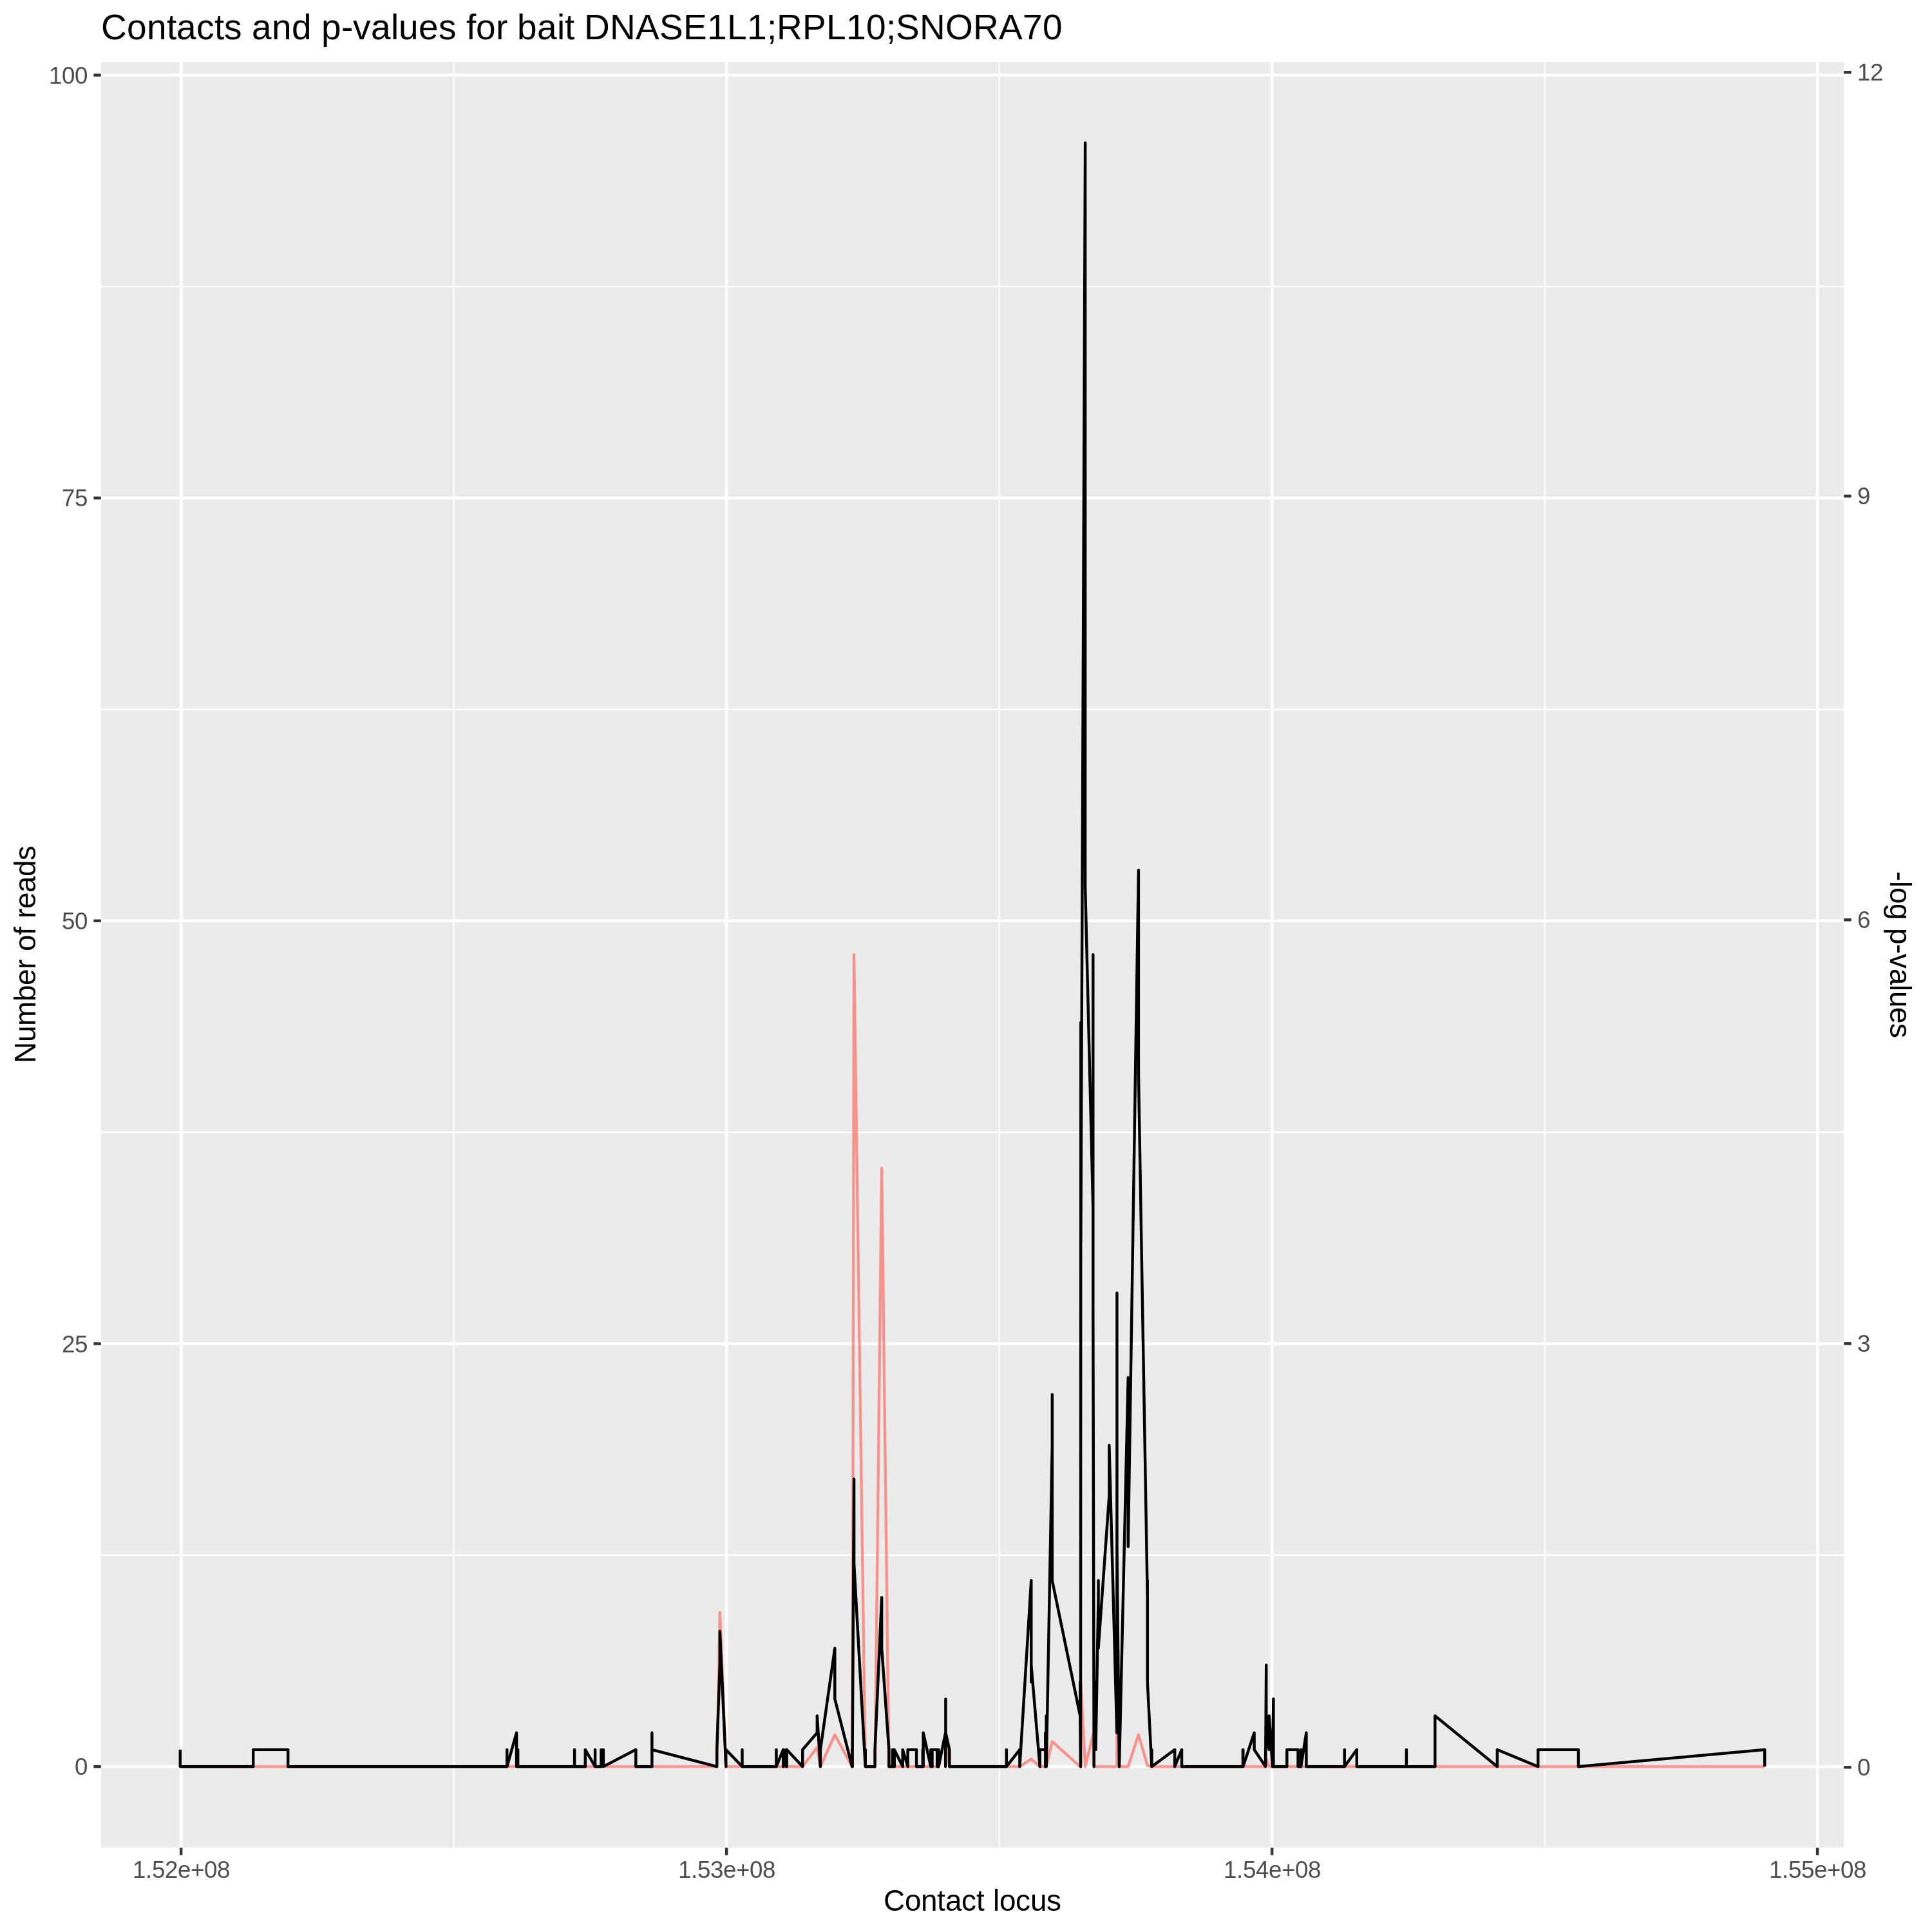 Contacts and p-values for bait DNASE1L1;RPL10;SNORA70
100
75
50
25
0
12
9
6
3
0
Number of reads
-log p-values
1.52e+08
1.53e+08
1.54e+08
1.55e+08
Contact locus